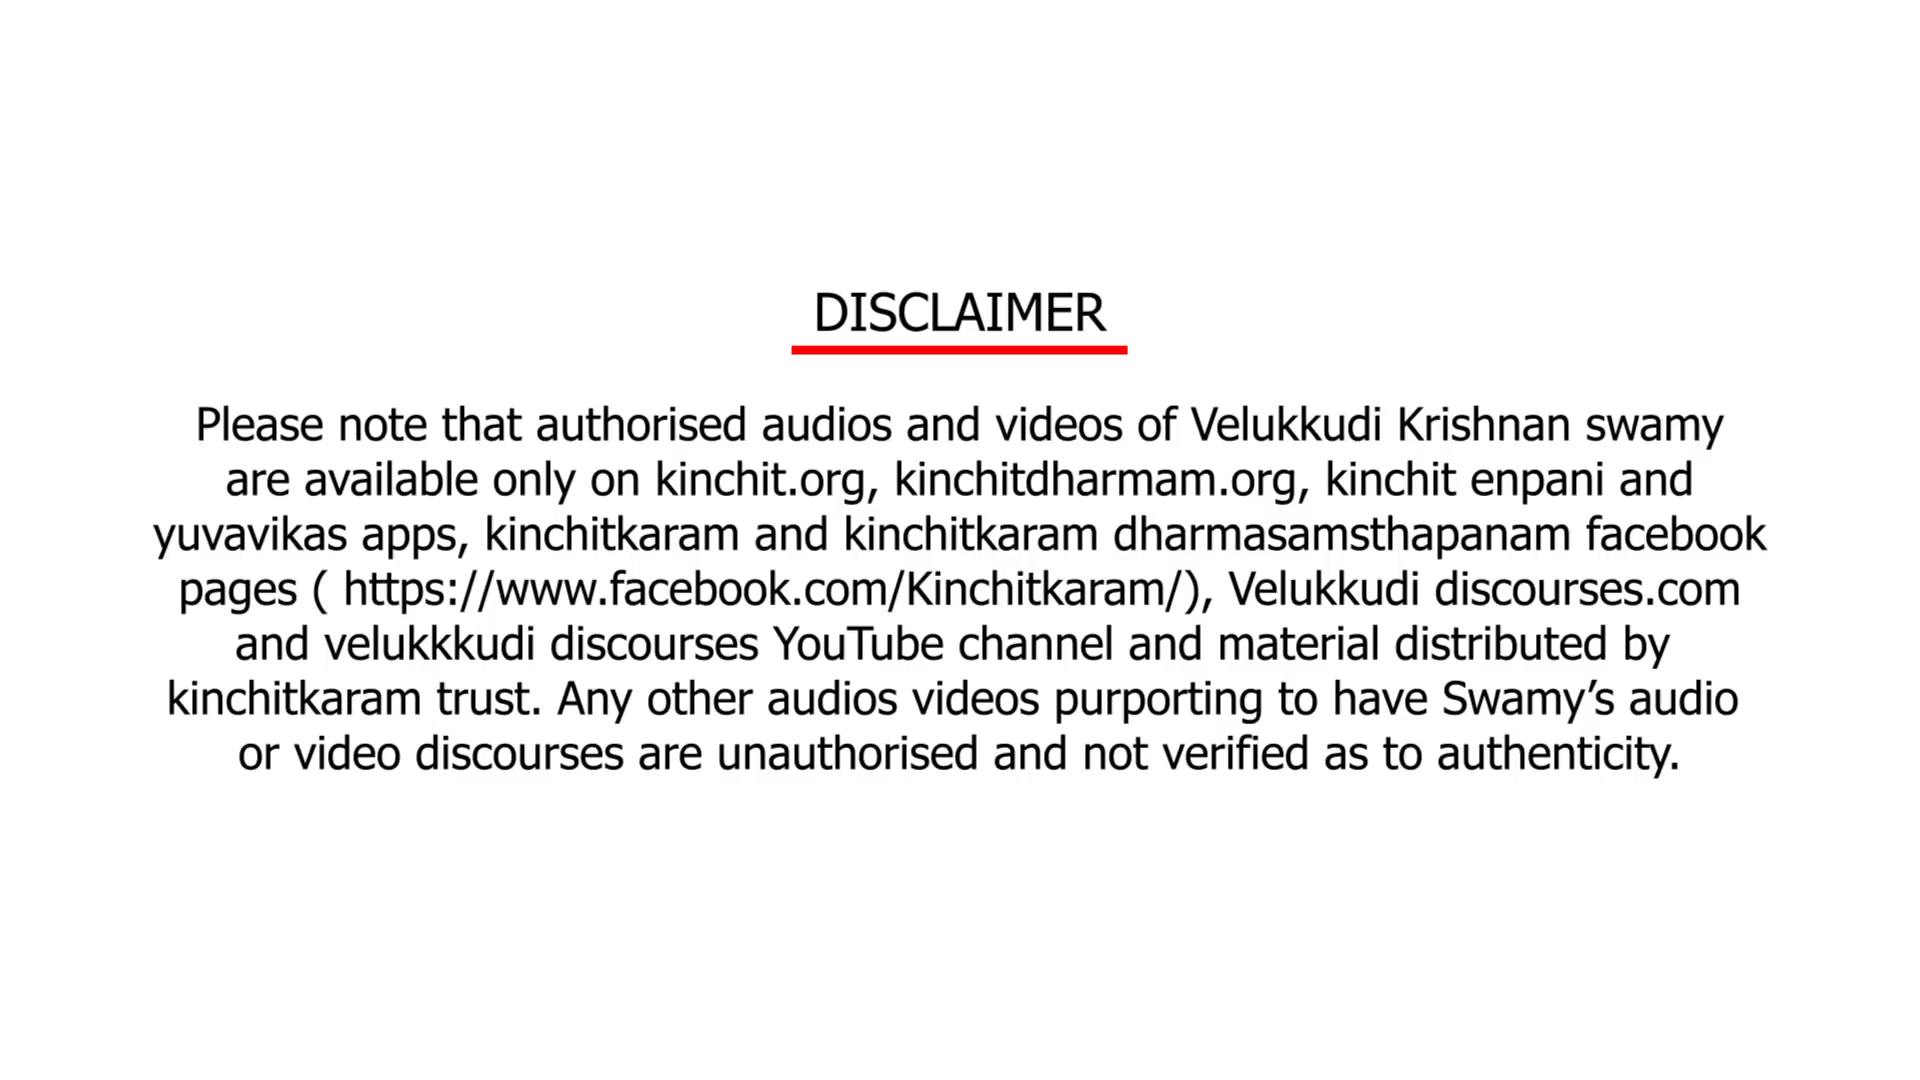 DISCLAIMER
Please note that authorised audios and videos of Velukkudi Krishnan swamy
are available only on kinchit.org, kinchitdharmam.org, kinchit enpani and
yuvavikas apps, kinchitkaram and kinchitkaram dharmasamsthapanam facebook
pages ( https://www.facebook.com/Kinchitkaram/), Velukkudi discourses.com
and velukkkudi discourses YouTube channel and material distributed by
kinchitkaram trust. Any other audios videos purporting to have Swamy’s audio
or video discourses are unauthorised and not verified as to authenticity.